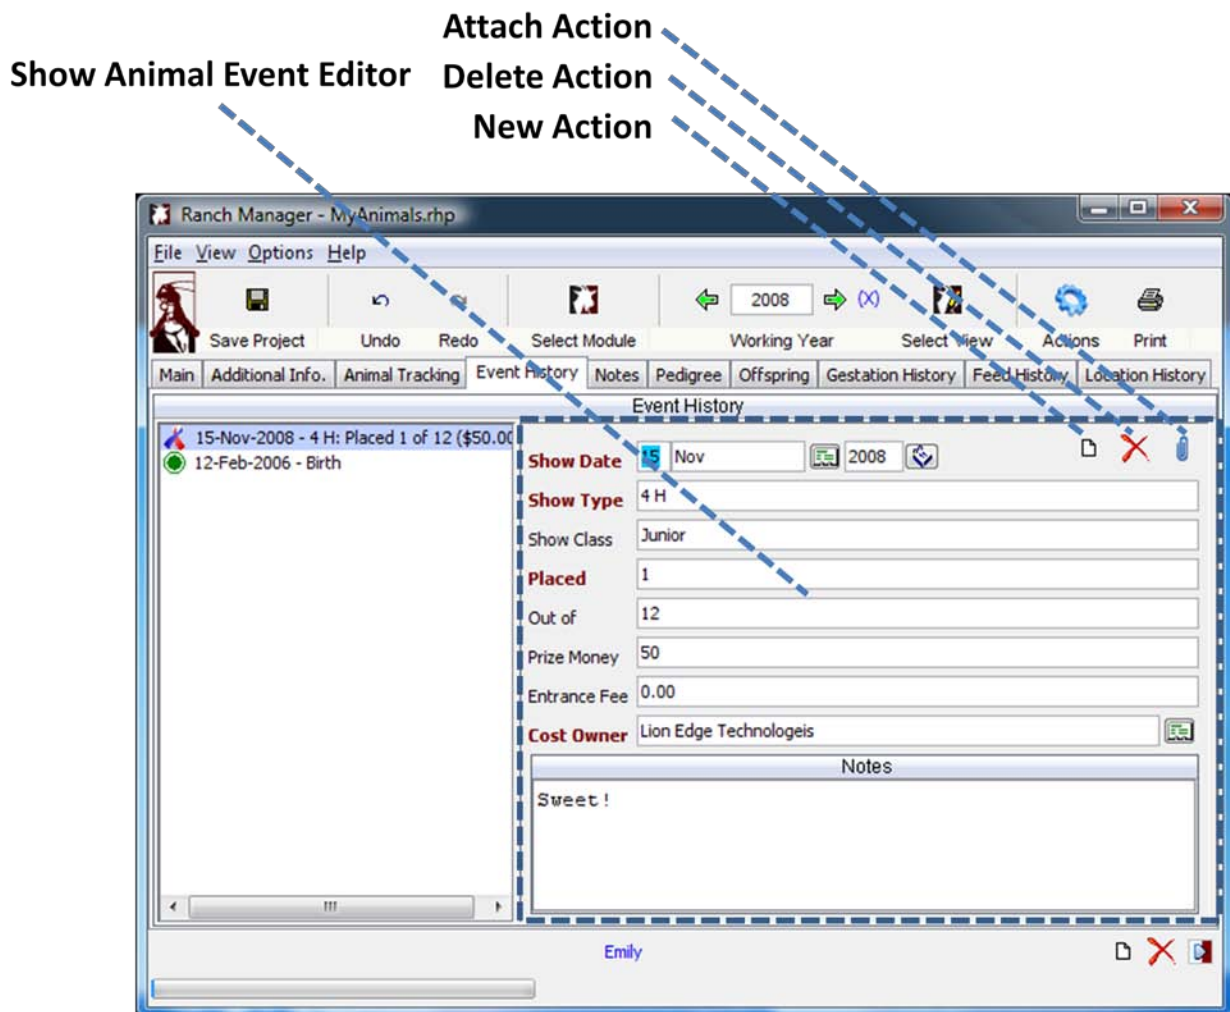 Attach Action
Show Animal Event Editor
Delete Action
New Action
Ranch Manager - MyAnimals.rhp
File View Options Help
2008 (X)
Save Project Undo Redo Select Module Working Year Select View Actions Print
Main Additional Info. Animal Tracking Event History Notes Pedigree Offspring Gestation History Feed History Location History
Event History
15-Nov-2008 - 4 H: Placed 1 of 12 ($50.00
12-Feb-2006 - Birth
Show Date 15 Nov 2008
Show Type 4 H
Show Class Junior
Placed 1
Out of 12
Prize Money 50
Entrance Fee 0.00
Cost Owner Lion Edge Technologeis
Notes
Sweet!
Emily